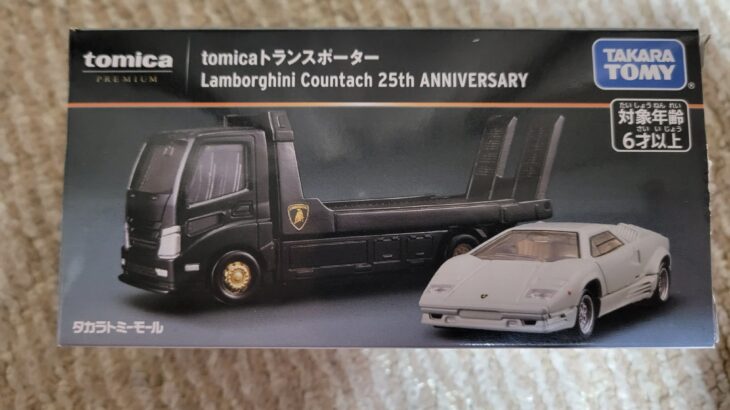 tomica
PREMIUM
tomicaトランスポーター
Lamborghini Countach 25th ANNIVERSARY
TAKARA
TOMY
®
たいしょうねんれい
対象年齢
さいいじょう
6才以上
タカラトミーモール